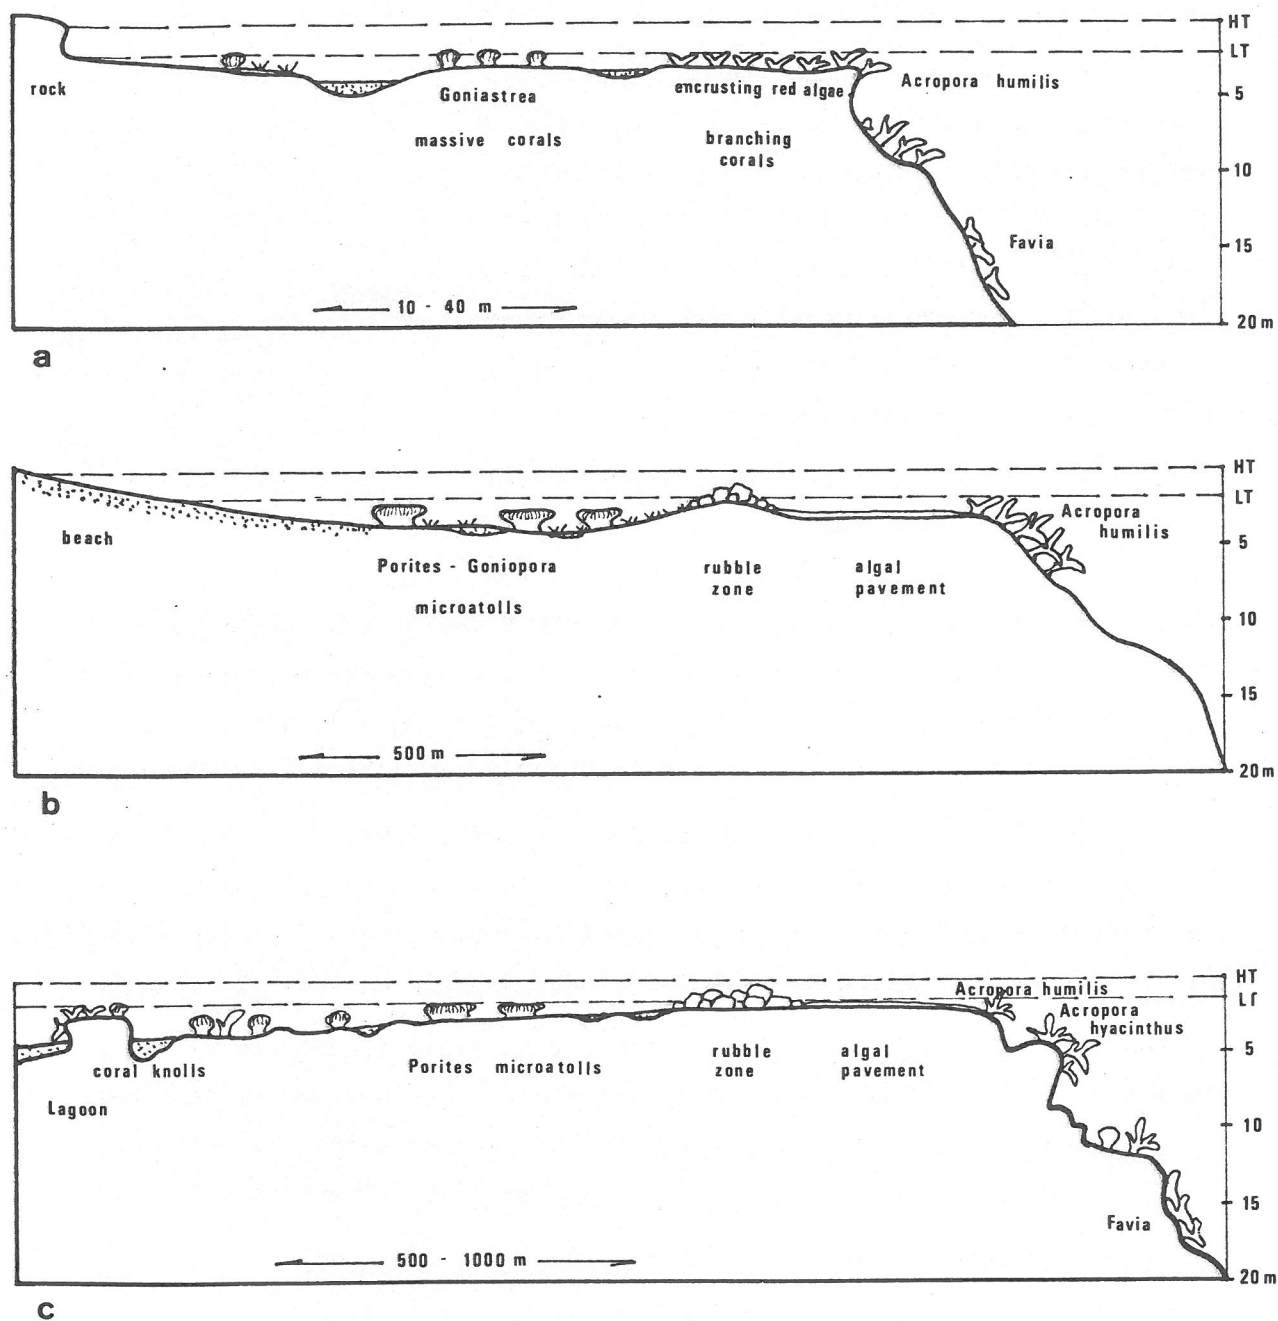 HT
LT
rock
Goniastrea
encrusting red algae
Acropora humilis
5
massive corals
branching
corals
10
Favia
15
10 - 40 m
20 m
a
HT
LT
beach
Acropora
humilis
5
Porites - Goniopora
rubble
zone
algal
pavement
microatolls
10
15
500 m
20 m
b
HT
Acropora humilis
LT
Acropora
hyacinthus
5
coral knolls
Porites microatolls
rubble
zone
algal
pavement
Lagoon
10
15
Favia
500 - 1000 m
20 m
c